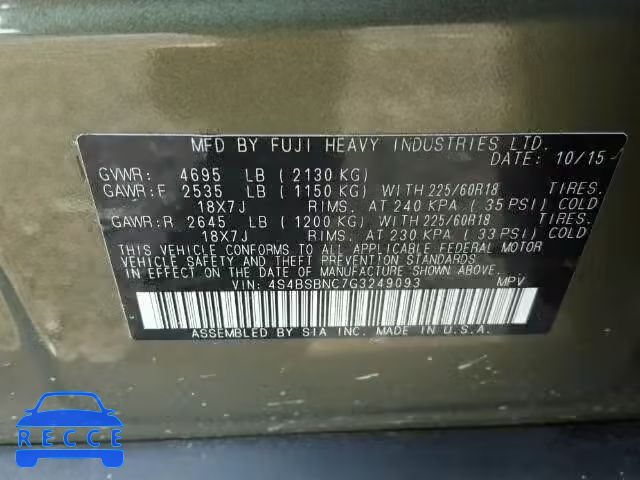 MFD BY FUJI HEAVY INDUSTRIES LTD.
DATE: 10/15
GVWR: 4695 LB (2130 KG)
GAWR:F 2535 LB (1150 KG) WITH 225/60R18 TIRES.
18X7J RIMS. AT 240 KPA (35 PSI) COLD
GAWR:R 2645 LB (1200 KG) WITH 225/60R18 TIRES.
18X7J RIMS. AT 230 KPA (33 PSI) COLD
THIS VEHICLE CONFORMS TO ALL APPLICABLE FEDERAL MOTOR
VEHICLE SAFETY, BUMPER, AND THEFT PREVENTION STANDARDS
IN EFFECT ON THE DATE OF MANUFACTURE SHOWN ABOVE.
VIN: 4S4BSBNC7G3249093 MPV
ASSEMBLED BY SIA INC. MADE IN U.S.A.
RECCE
RECCE